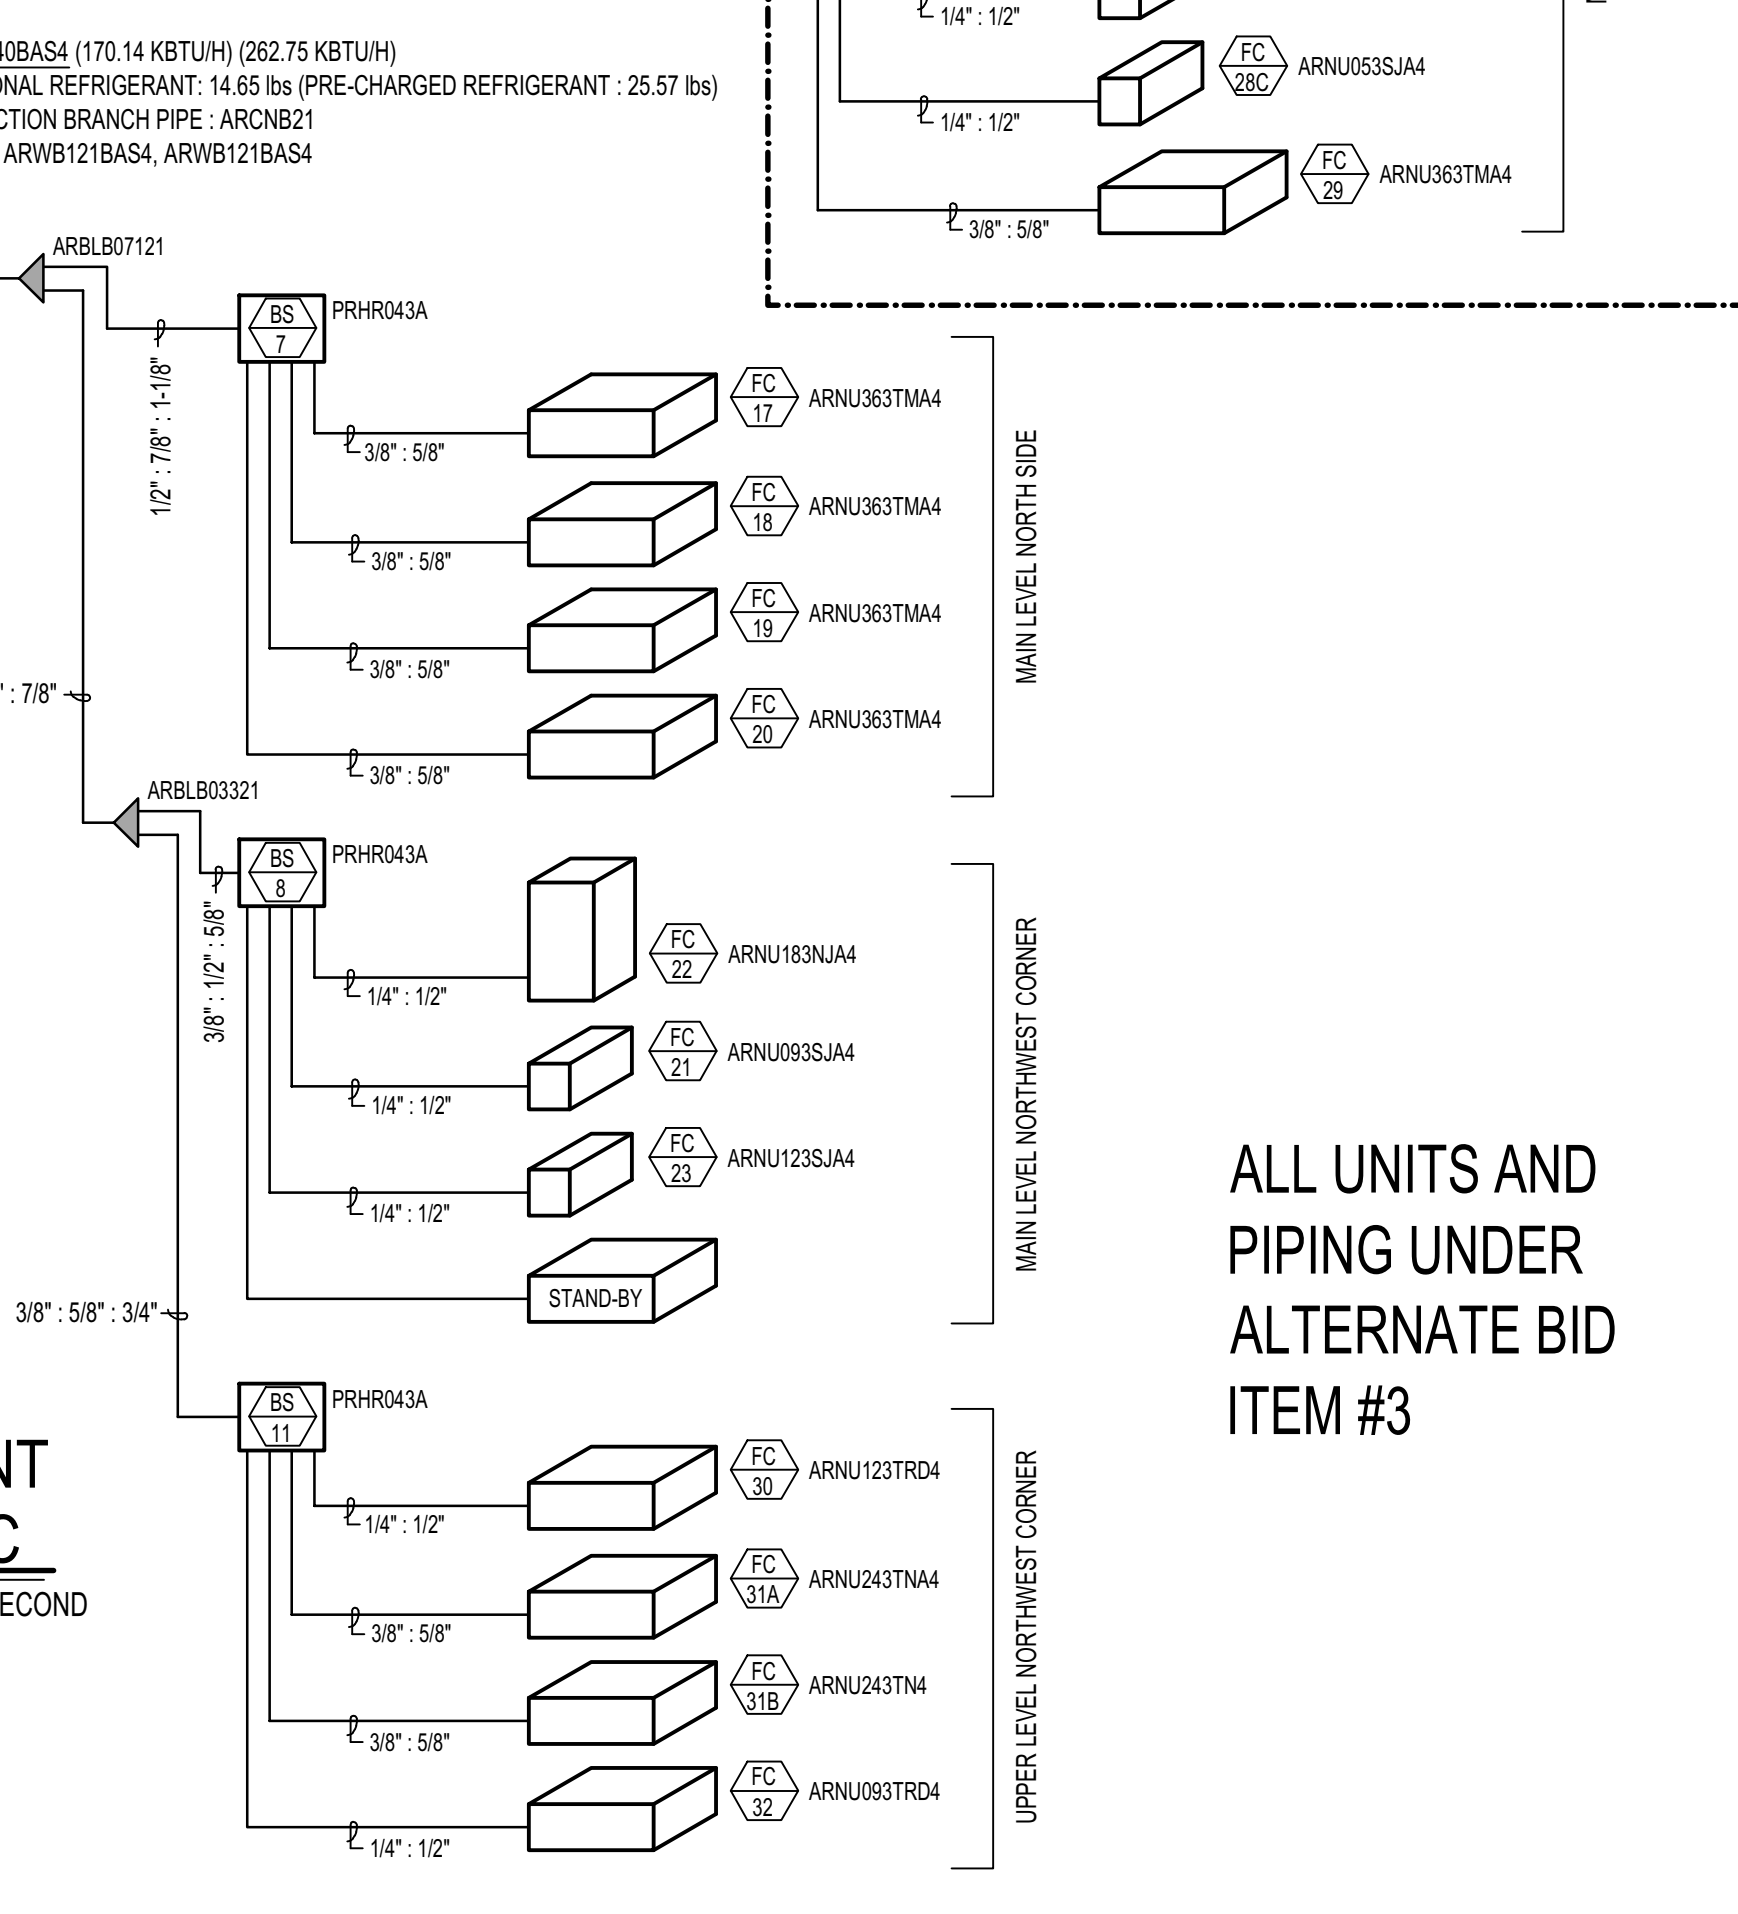 40BAS4 (170.14 KBTU/H) (262.75 KBTU/H)
ONAL REFRIGERANT: 14.65 lbs (PRE-CHARGED REFRIGERANT : 25.57 lbs)
CTION BRANCH PIPE : ARCNB21
ARWB121BAS4, ARWB121BAS4
1/4" : 1/2"
FC
28C
ARNU053SJA4
1/4" : 1/2"
FC
29
ARNU363TMA4
3/8" : 5/8"
ARBLB07121
BS
7
PRHR043A
1/2" : 7/8" : 1-1/8"
FC
17
ARNU363TMA4
3/8" : 5/8"
FC
18
ARNU363TMA4
3/8" : 5/8"
FC
19
ARNU363TMA4
3/8" : 5/8"
FC
20
ARNU363TMA4
3/8" : 5/8"
MAIN LEVEL NORTH SIDE
" : 7/8"
ARBLB03321
BS
8
PRHR043A
3/8" : 1/2" : 5/8"
FC
22
ARNU183NJA4
1/4" : 1/2"
FC
21
ARNU093SJA4
1/4" : 1/2"
FC
23
ARNU123SJA4
1/4" : 1/2"
STAND-BY
MAIN LEVEL NORTHWEST CORNER
3/8" : 5/8" : 3/4"
BS
11
PRHR043A
FC
30
ARNU123TRD4
1/4" : 1/2"
FC
31A
ARNU243TNA4
3/8" : 5/8"
FC
31B
ARNU243TN4
3/8" : 5/8"
FC
32
ARNU093TRD4
1/4" : 1/2"
UPPER LEVEL NORTHWEST CORNER
ALL UNITS AND
PIPING UNDER
ALTERNATE BID
ITEM #3
NT
C
ECOND